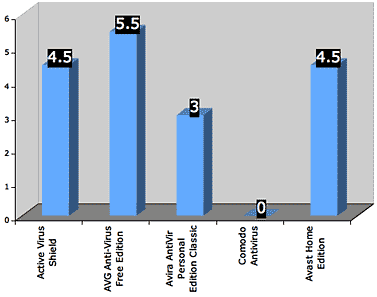 6
5
4
3
2
1
0
4.5
5.5
3
0
4.5
Active Virus
Shield
AVG Anti-Virus
Free Edition
Avira AntiVir
Personal
Edition Classic
Comodo
Antivirus
Avast Home
Edition